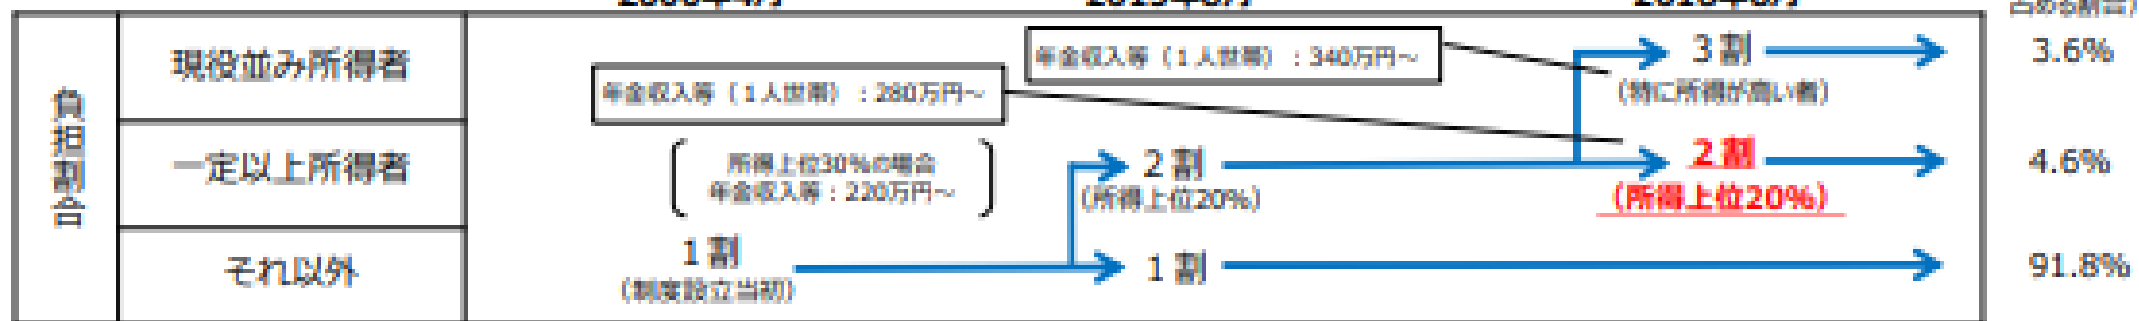 負担割合
現役並み所得者
一定以上所得者
それ以外
年金収入等（１人世帯）：340万円～
年金収入等（１人世帯）：280万円～
所得上位30%の場合
年金収入等：220万円～
１割
（制度設立当初）
２割
（所得上位20%）
１割
３割
（特に所得が高い者）
２割
（所得上位20%）
3.6%
4.6%
91.8%